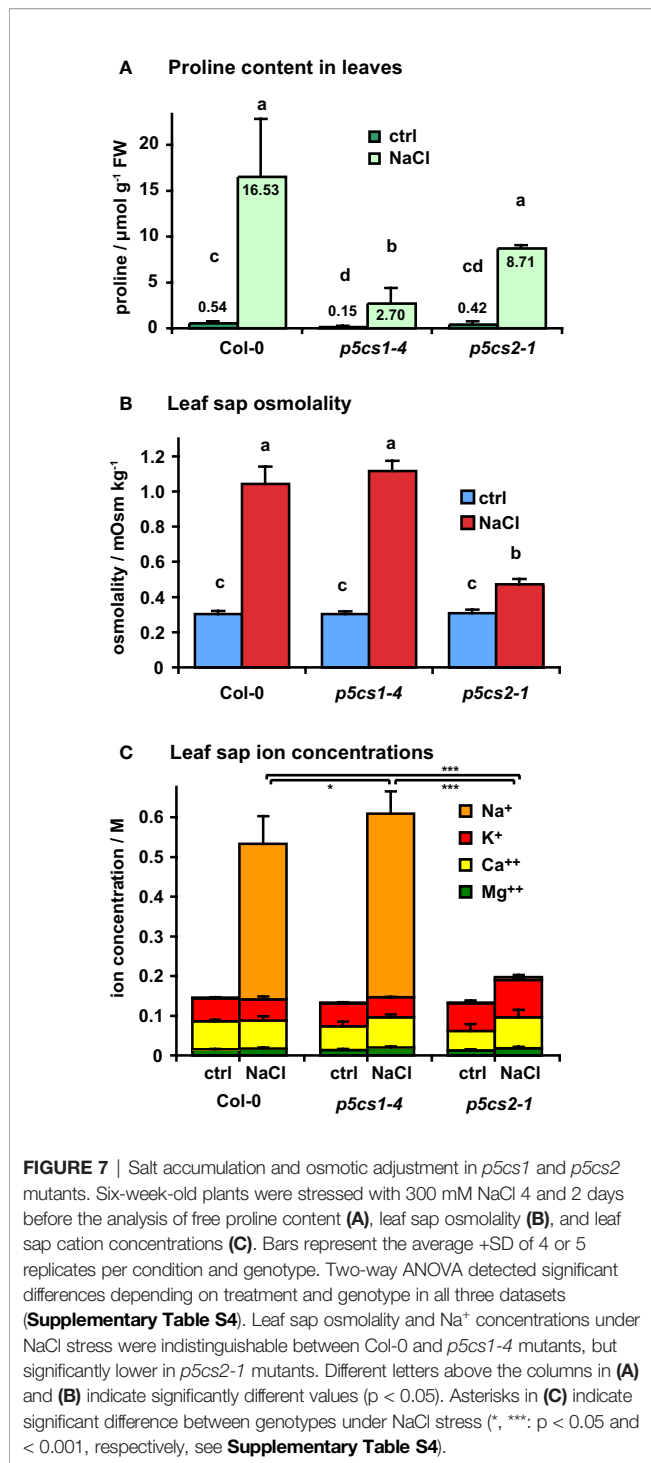 A Proline content in leaves
proline / µmol g⁻¹ FW
20
15
10
5
0
ctrl
NaCl
a
c
16.53
0.54
d
b
0.15
2.70
cd
a
0.42
8.71
Col-0
p5cs1-4
p5cs2-1
B Leaf sap osmolality
osmolality / mOsm kg⁻¹
1.2
1.0
0.8
0.6
0.4
0.2
0
ctrl
NaCl
c
a
c
a
c
b
Col-0
p5cs1-4
p5cs2-1
C Leaf sap ion concentrations
ion concentration / M
0.6
0.5
0.4
0.3
0.2
0.1
0
***
* ***
Na⁺
K⁺
Ca⁺⁺
Mg⁺⁺
ctrl NaCl ctrl NaCl ctrl NaCl
Col-0 p5cs1-4 p5cs2-1
FIGURE 7 | Salt accumulation and osmotic adjustment in p5cs1 and p5cs2
mutants. Six-week-old plants were stressed with 300 mM NaCl 4 and 2 days
before the analysis of free proline content (A), leaf sap osmolality (B), and leaf
sap cation concentrations (C). Bars represent the average +SD of 4 or 5
replicates per condition and genotype. Two-way ANOVA detected significant
differences depending on treatment and genotype in all three datasets
(Supplementary Table S4). Leaf sap osmolality and Na⁺ concentrations under
NaCl stress were indistinguishable between Col-0 and p5cs1-4 mutants, but
significantly lower in p5cs2-1 mutants. Different letters above the columns in (A)
and (B) indicate significantly different values (p < 0.05). Asterisks in (C) indicate
significant difference between genotypes under NaCl stress (*, ***: p < 0.05 and
< 0.001, respectively, see Supplementary Table S4).